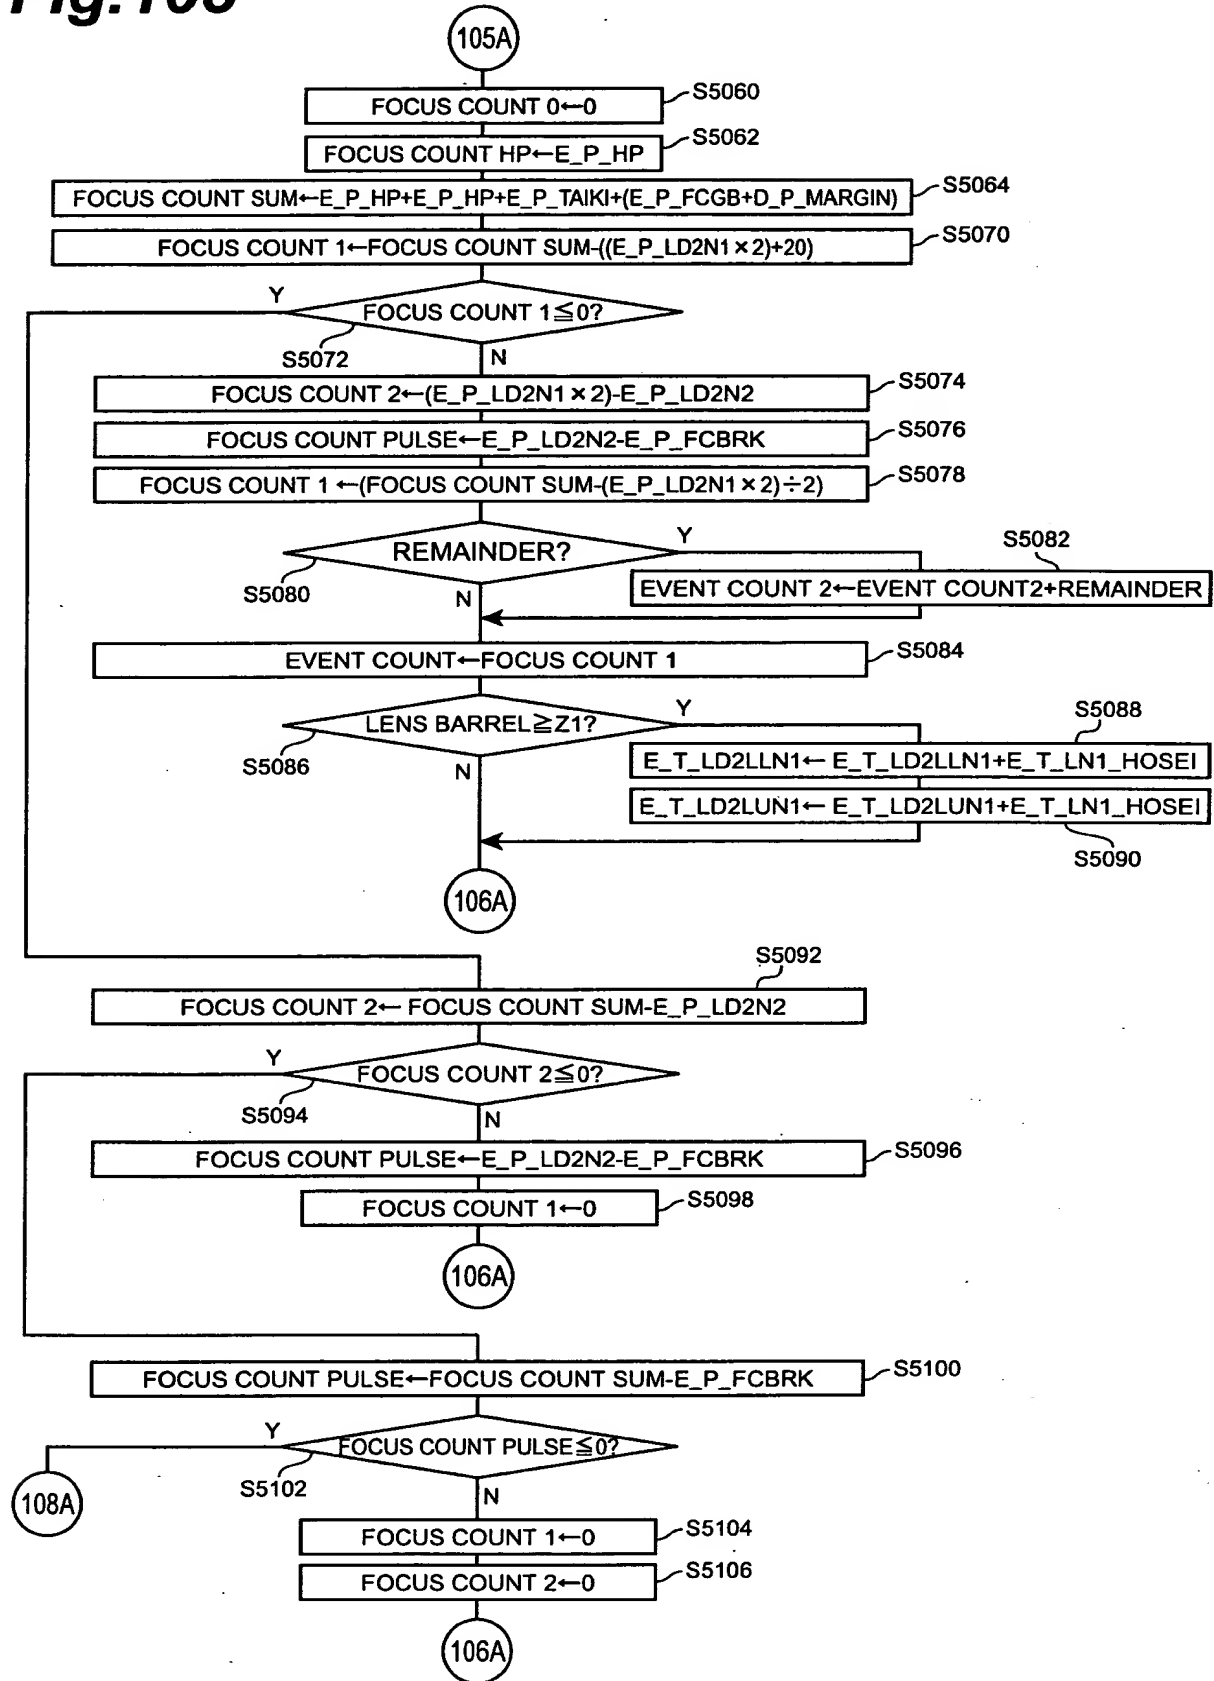 105A
FOCUS COUNT 0←0
S5060
FOCUS COUNT HP←E_P_HP
S5062
FOCUS COUNT SUM←E_P_HP+E_P_HP+E_P_TAIKI+(E_P_FCGB+D_P_MARGIN)
S5064
FOCUS COUNT 1←FOCUS COUNT SUM-((E_P_LD2N1×2)+20)
S5070
Y
FOCUS COUNT 1≦0?
S5072
N
FOCUS COUNT 2←(E_P_LD2N1×2)-E_P_LD2N2
S5074
FOCUS COUNT PULSE←E_P_LD2N2-E_P_FCBRK
S5076
FOCUS COUNT 1←(FOCUS COUNT SUM-(E_P_LD2N1×2)÷2)
S5078
REMAINDER?
Y
S5080
N
S5082
EVENT COUNT 2←EVENT COUNT2+REMAINDER
EVENT COUNT←FOCUS COUNT 1
S5084
LENS BARREL≧Z1?
Y
S5086
N
S5088
E_T_LD2LLN1← E_T_LD2LLN1+E_T_LN1_HOSEI
E_T_LD2LUN1← E_T_LD2LUN1+E_T_LN1_HOSEI
S5090
106A
S5092
FOCUS COUNT 2← FOCUS COUNT SUM-E_P_LD2N2
Y
FOCUS COUNT 2≦0?
S5094
N
FOCUS COUNT PULSE←E_P_LD2N2-E_P_FCBRK
S5096
FOCUS COUNT 1←0
S5098
106A
FOCUS COUNT PULSE←FOCUS COUNT SUM-E_P_FCBRK
S5100
Y
FOCUS COUNT PULSE≦0?
S5102
N
108A
FOCUS COUNT 1←0
S5104
FOCUS COUNT 2←0
S5106
106A